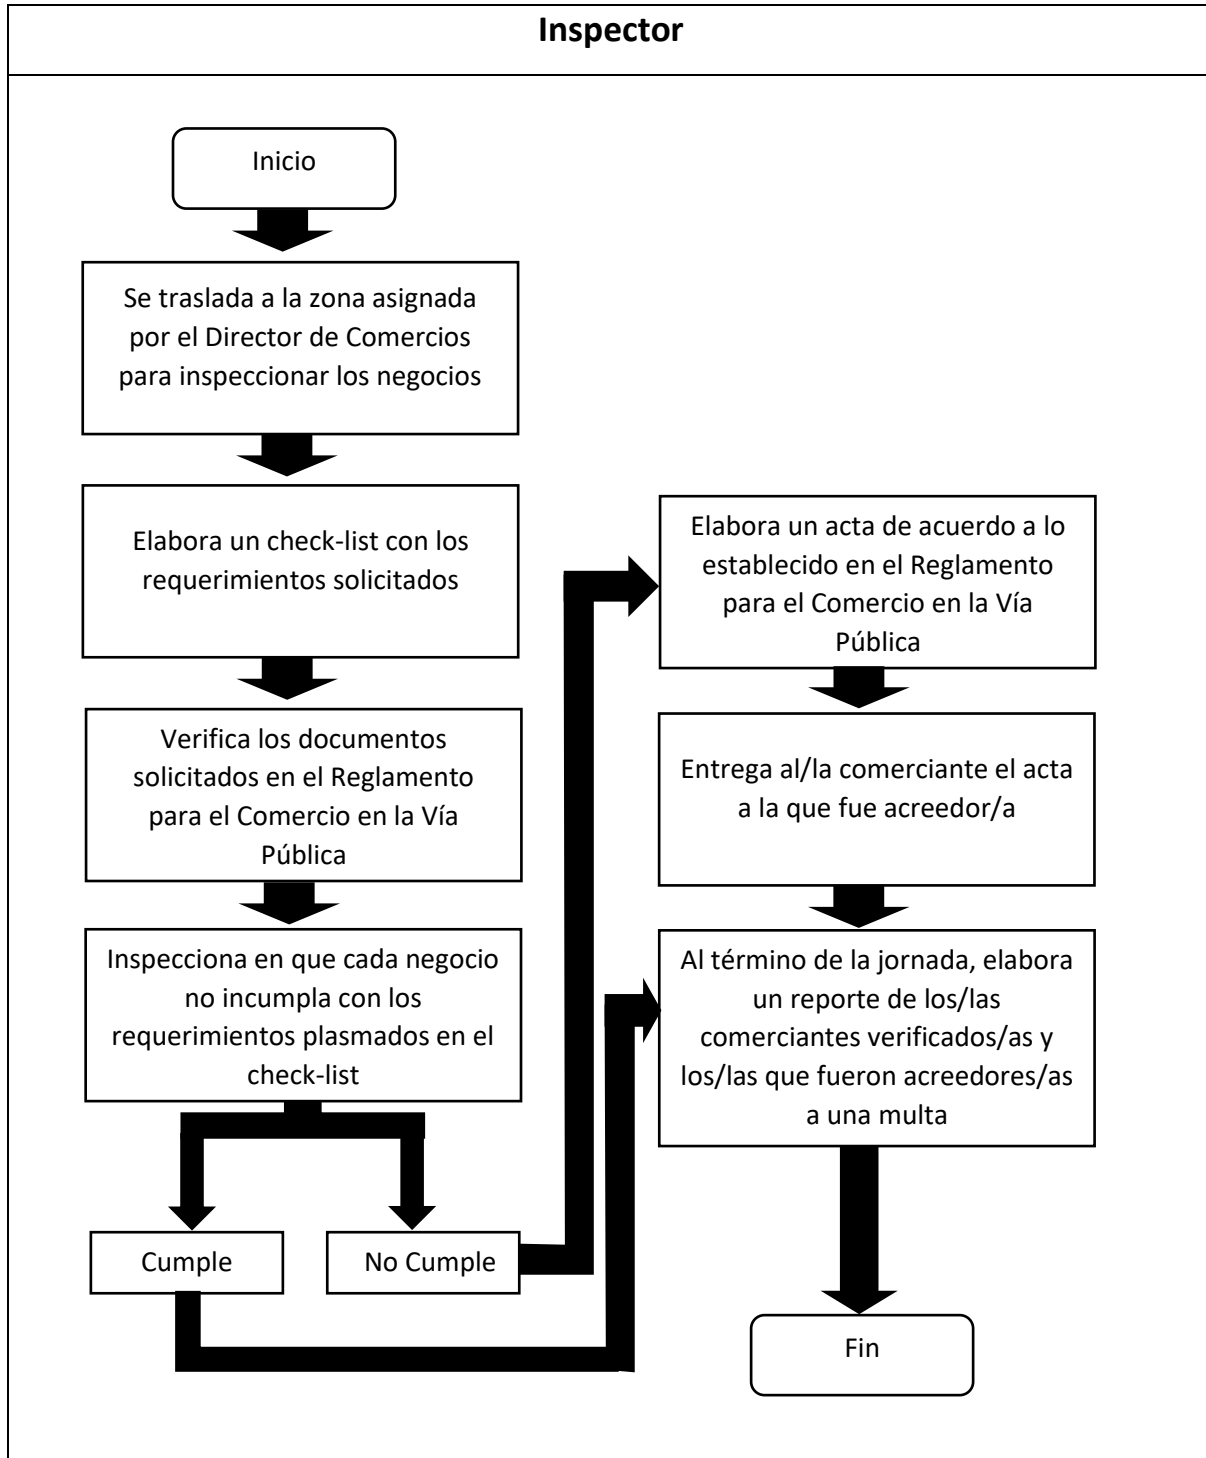 Inspector
Inicio
Se traslada a la zona asignada
por el Director de Comercios
para inspeccionar los negocios
Elabora un check-list con los
requerimientos solicitados
Verifica los documentos
solicitados en el Reglamento
para el Comercio en la Vía
Pública
Inspecciona en que cada negocio
no incumpla con los
requerimientos plasmados en el
check-list
Cumple
No Cumple
Elabora un acta de acuerdo a lo
establecido en el Reglamento
para el Comercio en la Vía
Pública
Entrega al/la comerciante el acta
a la que fue acreedor/a
Al término de la jornada, elabora
un reporte de los/las
comerciantes verificados/as y
los/las que fueron acreedores/as
a una multa
Fin